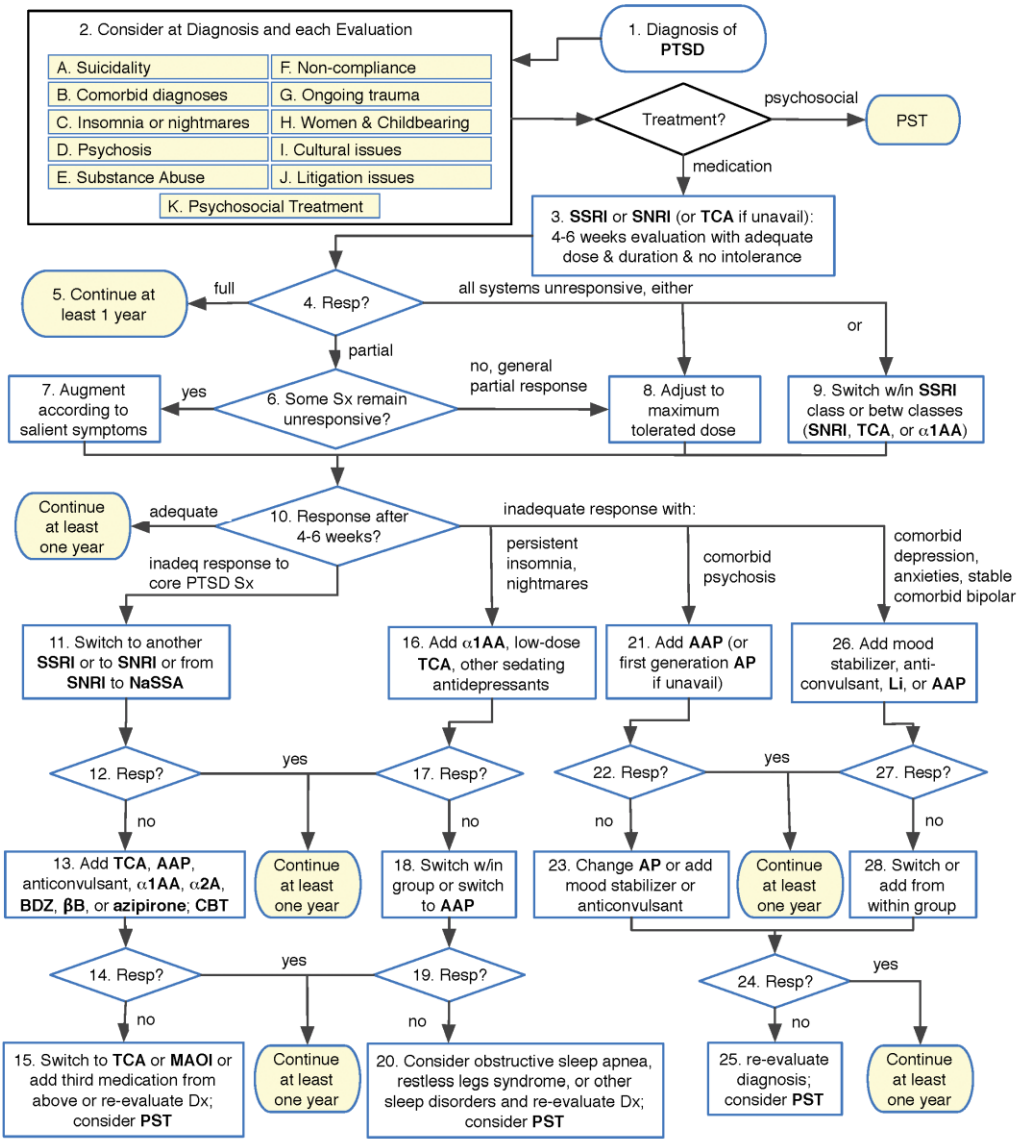 2. Consider at Diagnosis and each Evaluation
A. Suicidality
B. Comorbid diagnoses
C. Insomnia or nightmares
D. Psychosis
E. Substance Abuse
F. Non-compliance
G. Ongoing trauma
H. Women & Childbearing
I. Cultural issues
J. Litigation issues
K. Psychosocial Treatment
1. Diagnosis of
PTSD
Treatment?
psychosocial
PST
medication
3. SSRI or SNRI (or TCA if unavail):
4-6 weeks evaluation with adequate
dose & duration & no intolerance
4. Resp?
full
5. Continue at
least 1 year
all systems unresponsive, either
or
partial
6. Some Sx remain
unresponsive?
yes
7. Augment
according to
salient symptoms
no, general
partial response
8. Adjust to
maximum
tolerated dose
9. Switch w/in SSRI
class or betw classes
(SNRI, TCA, or α1AA)
10. Response after
4-6 weeks?
adequate
Continue
at least
one year
inadequate response with:
inadeq response to
core PTSD Sx
persistent
insomnia,
nightmares
comorbid
psychosis
comorbid
depression,
anxieties, stable
comorbid bipolar
11. Switch to another
SSRI or to SNRI or from
SNRI to NaSSA
16. Add α1AA, low-dose
TCA, other sedating
antidepressants
21. Add AAP (or
first generation AP
if unavail)
26. Add mood
stabilizer, anti-
convulsant, Li, or AAP
12. Resp?
yes
17. Resp?
22. Resp?
yes
27. Resp?
no
no
no
no
13. Add TCA, AAP,
anticonvulsant, α1AA, α2A,
BDZ, βB, or azipirone; CBT
Continue
at least
one year
18. Switch w/in
group or switch
to AAP
23. Change AP or add
mood stabilizer or
anticonvulsant
Continue
at least
one year
28. Switch or
add from
within group
14. Resp?
yes
19. Resp?
24. Resp?
yes
no
no
no
15. Switch to TCA or MAOI or
add third medication from
above or re-evaluate Dx;
consider PST
Continue
at least
one year
20. Consider obstructive sleep apnea,
restless legs syndrome, or other
sleep disorders and re-evaluate Dx;
consider PST
25. re-evaluate
diagnosis;
consider PST
Continue
at least
one year